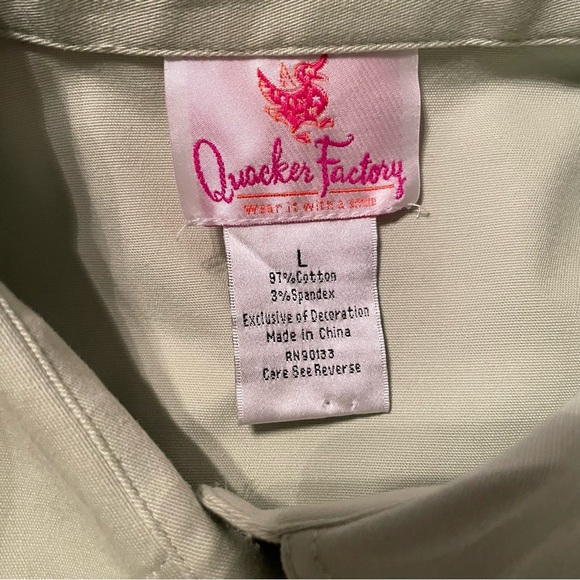 Quacker Factory
Wear it with a smile
L
97%Cotton
3%Spandex
Exclusive of Decoration
Made in China
RN90133
Care See Reverse